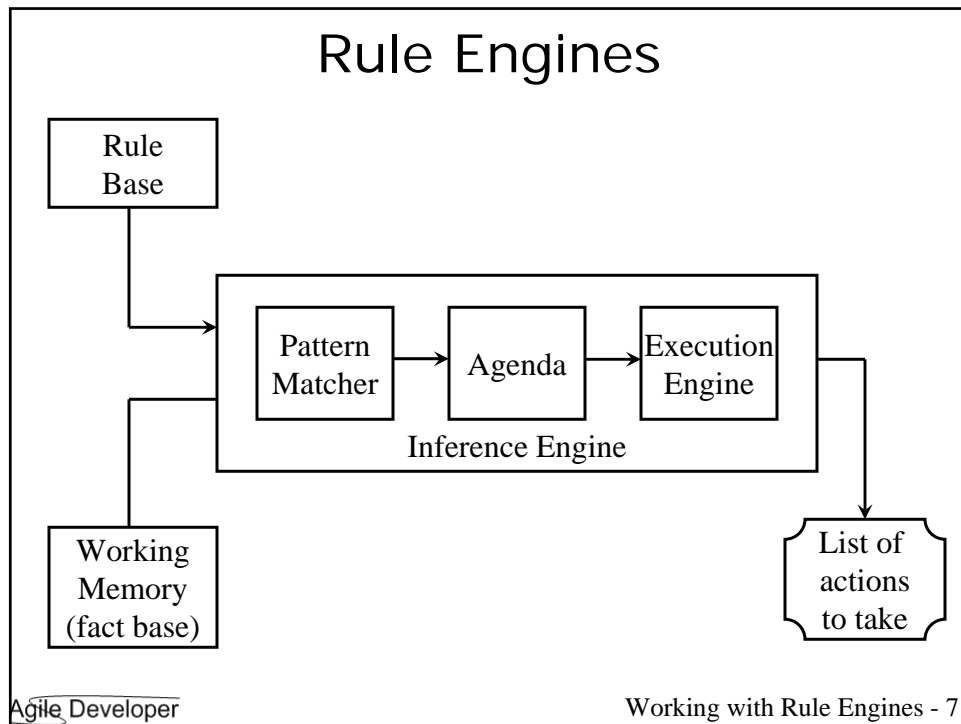 Rule Engines
Rule
Base
Pattern
Matcher
Agenda
Execution
Engine
Inference Engine
Working
Memory
(fact base)
List of
actions
to take
Agile Developer
Working with Rule Engines - 7